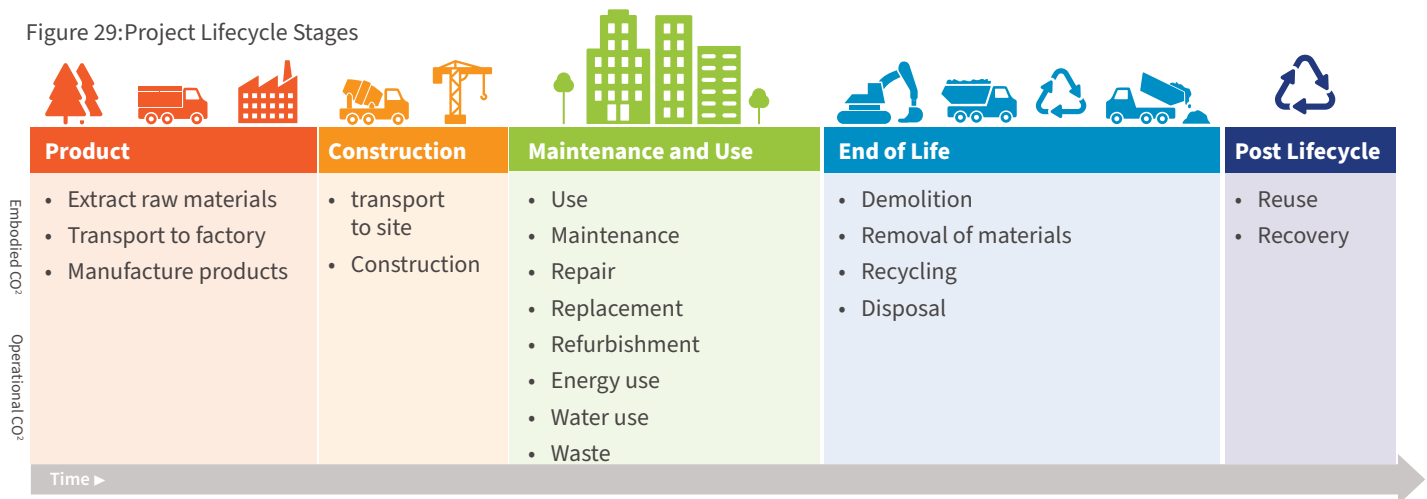 Figure 29:Project Lifecycle Stages
Product
• Extract raw materials
• Transport to factory
• Manufacture products
Construction
• transport
to site
• Construction
Maintenance and Use
• Use
• Maintenance
• Repair
• Replacement
• Refurbishment
• Energy use
• Water use
• Waste
End of Life
• Demolition
• Removal of materials
• Recycling
• Disposal
Post Lifecycle
• Reuse
• Recovery
Embodied CO²
Operational CO²
Time ▸